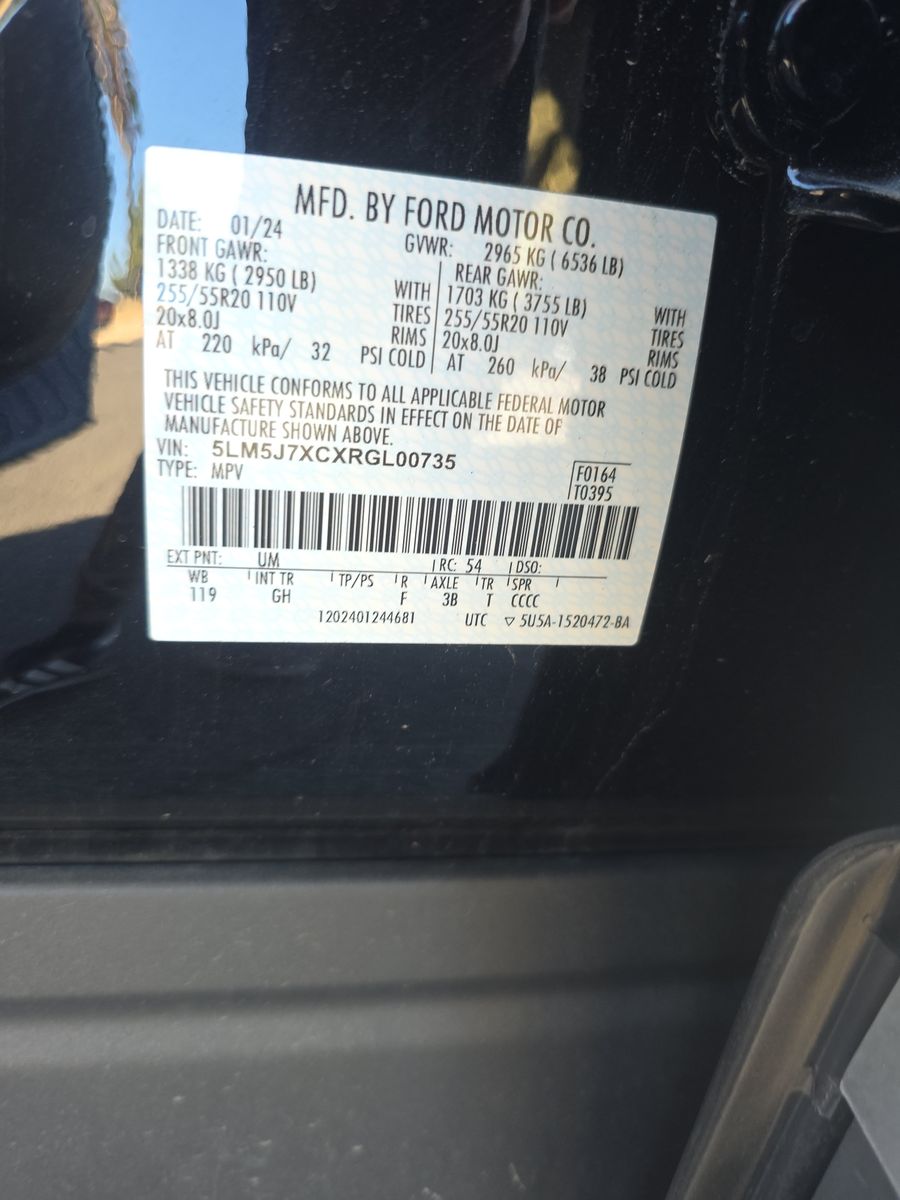 MFD. BY FORD MOTOR CO.
DATE: 01/24 GVWR: 2965 KG ( 6536 LB)
FRONT GAWR: REAR GAWR:
1338 KG ( 2950 LB) WITH 1703 KG ( 3755 LB) WITH
255/55R20 110V TIRES 255/55R20 110V TIRES
20x8.0J RIMS 20x8.0J RIMS
AT 220 kPa/ 32 PSI COLD AT 260 kPa/ 38 PSI COLD
THIS VEHICLE CONFORMS TO ALL APPLICABLE FEDERAL MOTOR
VEHICLE SAFETY STANDARDS IN EFFECT ON THE DATE OF
MANUFACTURE SHOWN ABOVE.
VIN: 5LM5J7XCXRGL00735
TYPE: MPV F0164
T0395
EXT PNT: UM RC: 54 DSO:
WB INT TR TP/PS R AXLE TR SPR
119 GH F 3B T CCCC
1202401244681 UTC ▽ 5U5A-1520472-BA